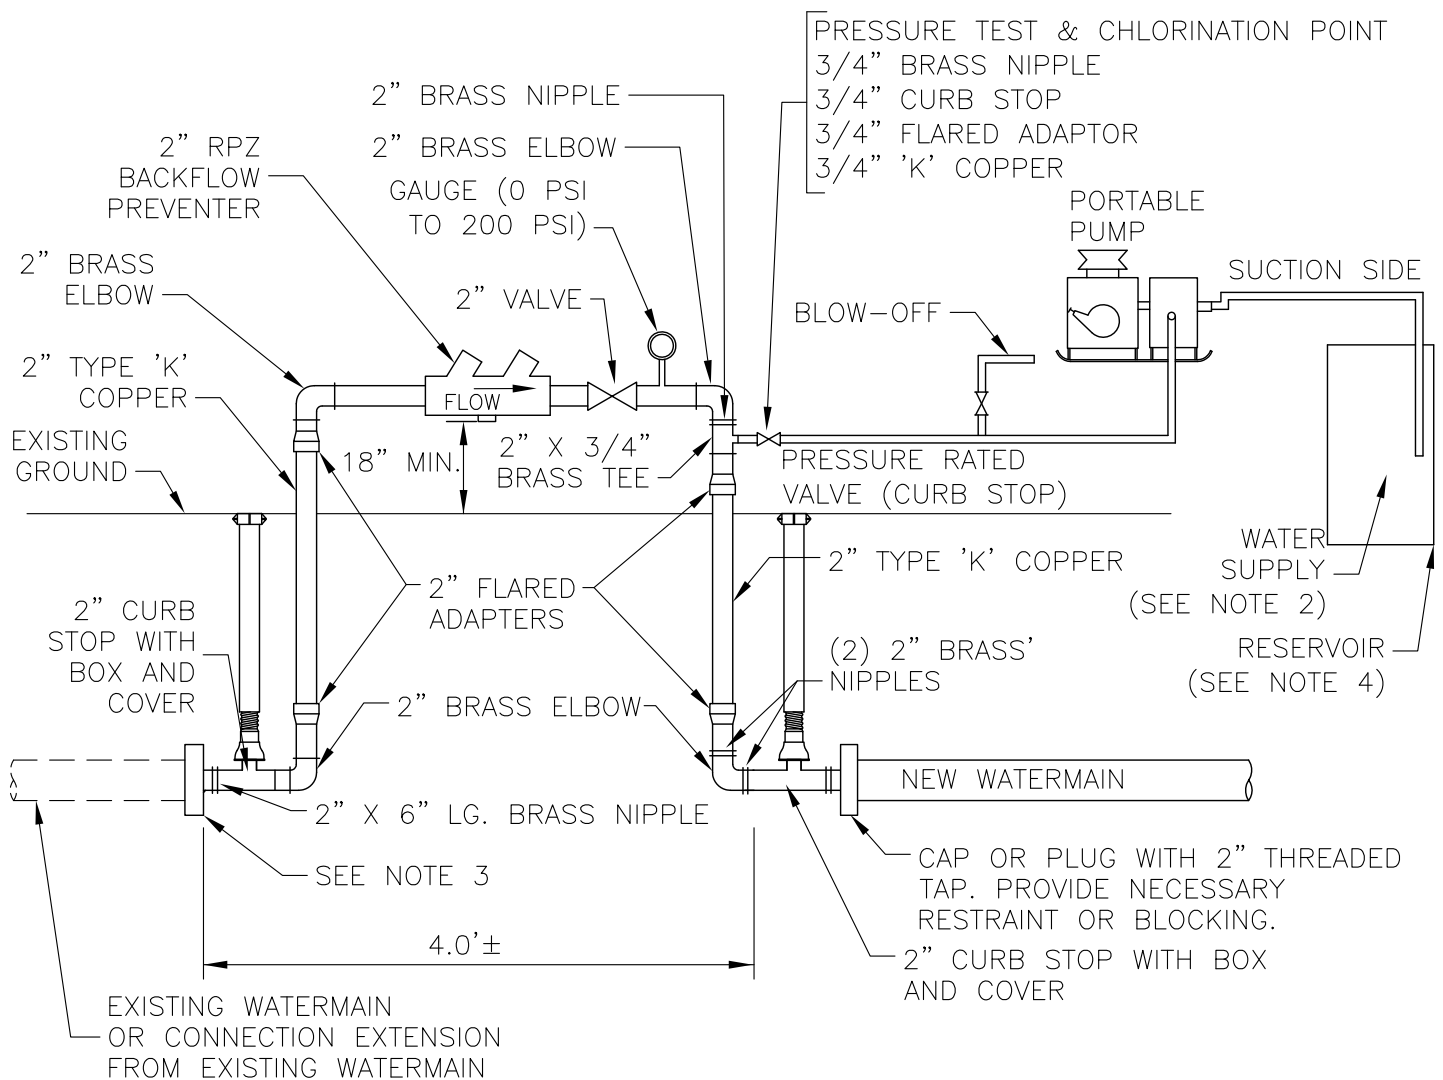 PRESSURE TEST & CHLORINATION POINT
3/4" BRASS NIPPLE
3/4" CURB STOP
3/4" FLARED ADAPTOR
3/4" 'K' COPPER
2" BRASS NIPPLE
2" BRASS ELBOW
2" RPZ
BACKFLOW
PREVENTER
GAUGE (0 PSI
TO 200 PSI)
PORTABLE
PUMP
2" BRASS
ELBOW
2" VALVE
SUCTION SIDE
BLOW-OFF
2" TYPE 'K'
COPPER
FLOW
EXISTING
GROUND
18" MIN.
2" X 3/4"
BRASS TEE
PRESSURE RATED
VALVE (CURB STOP)
WATER
SUPPLY
(SEE NOTE 2)
2" TYPE 'K' COPPER
2" FLARED
ADAPTERS
2" CURB
STOP WITH
BOX AND
COVER
(2) 2" BRASS'
NIPPLES
RESERVOIR
(SEE NOTE 4)
2" BRASS ELBOW
NEW WATERMAIN
2" X 6" LG. BRASS NIPPLE
SEE NOTE 3
CAP OR PLUG WITH 2" THREADED
TAP. PROVIDE NECESSARY
RESTRAINT OR BLOCKING.
4.0'±
2" CURB STOP WITH BOX
AND COVER
EXISTING WATERMAIN
OR CONNECTION EXTENSION
FROM EXISTING WATERMAIN